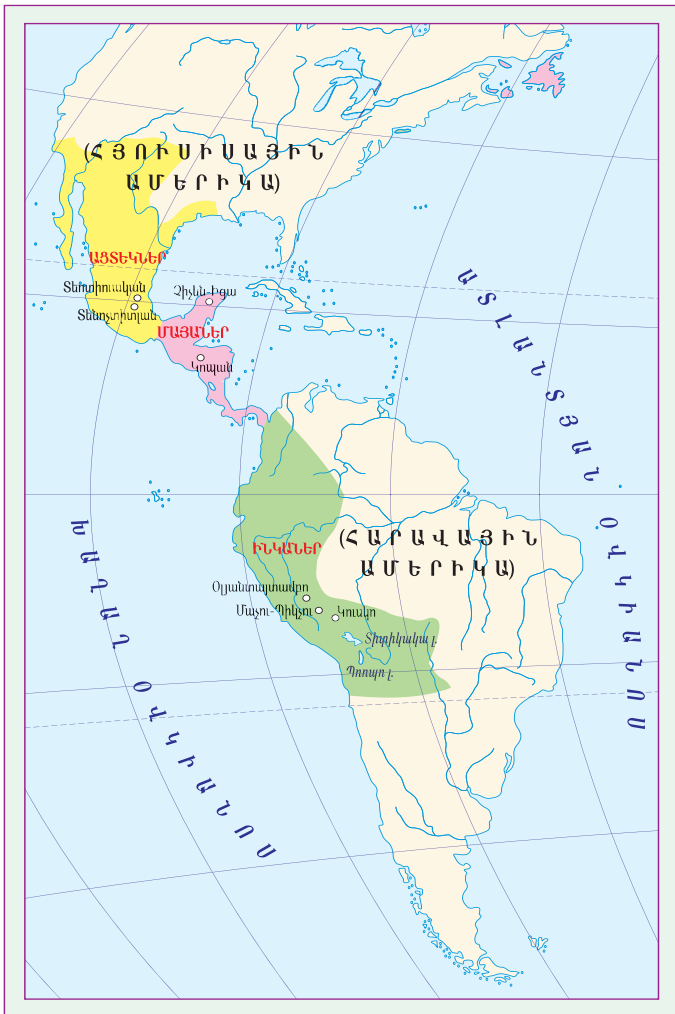 (ՀՅՈՒՍԻՍԱՅԻՆ
ԱՄԵՐԻԿԱ)
ԱՑՏԵԿՆԵՐ
Տեոտիուական
Տենոչտիտլան
Չիչեն-Իցա
ՄԱՅԱՆԵՐ
Կոպան
ԱՏԼԱՆՏՅԱՆ ՕՎԿԻԱՆՈՍ
ԽԱՂԱՂ ՕՎԿԻԱՆՈՍ
ԻՆԿԱՆԵՐ
(ՀԱՐԱՎԱՅԻՆ
ԱՄԵՐԻԿԱ)
Օլյանտայտամբո
Մաչու-Պիկչու
Կուսկո
Տիտիկակա լ.
Պոոպո լ.